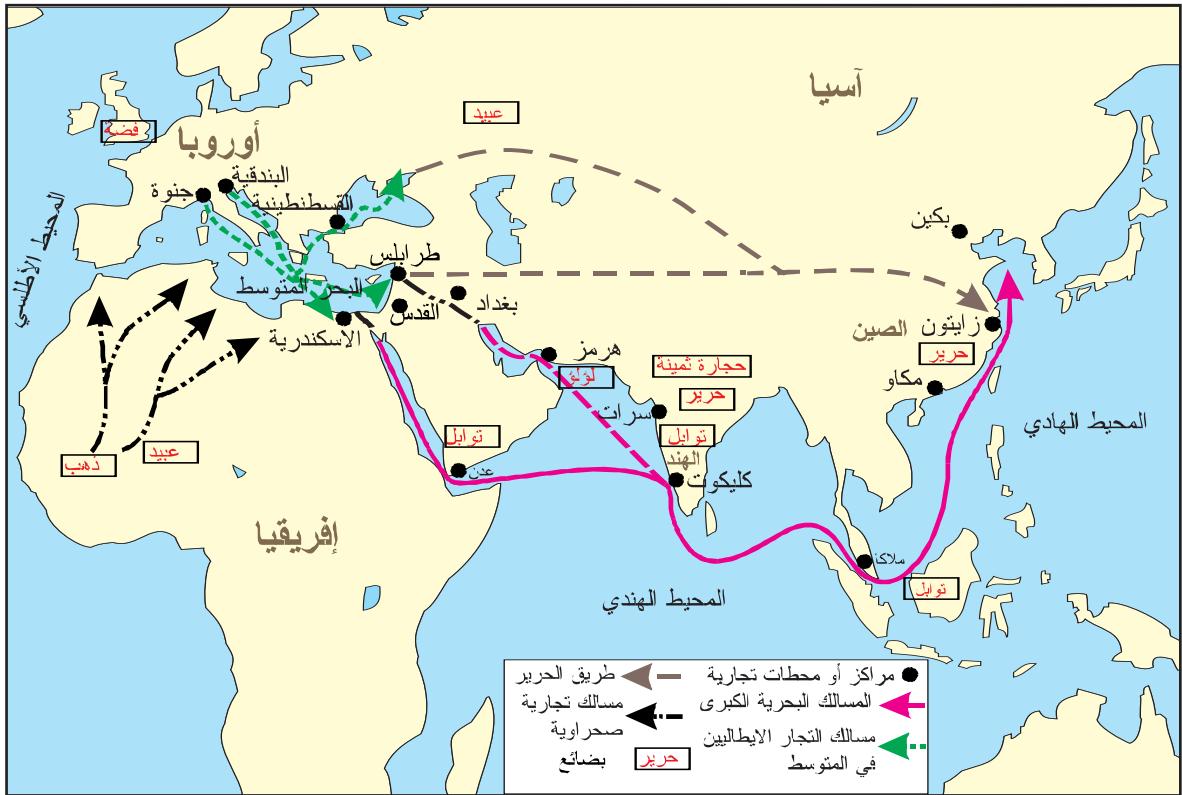 آسيا
عبيد
فضة
أوروبا
البندقية
جنوة
القسطنطينية
المحيط الأطلسي
بكين
طرابلس
البحر المتوسط
بغداد
القدس
الاسكندرية
زايتون
الصين
حرير
هرمز
لؤلؤ
حجارة ثمينة
حرير
مكاو
سرات
توابل
الهند
كليكوت
المحيط الهادي
توابل
عدن
عبيد
ذهب
إفريقيا
ملاكة
توابل
المحيط الهندي
مراكز أو محطات تجارية
المسالك البحرية الكبرى
مسالك التجار الايطاليين
في المتوسط
طريق الحرير
مسالك تجارية
صحراوية
حرير
بضائع